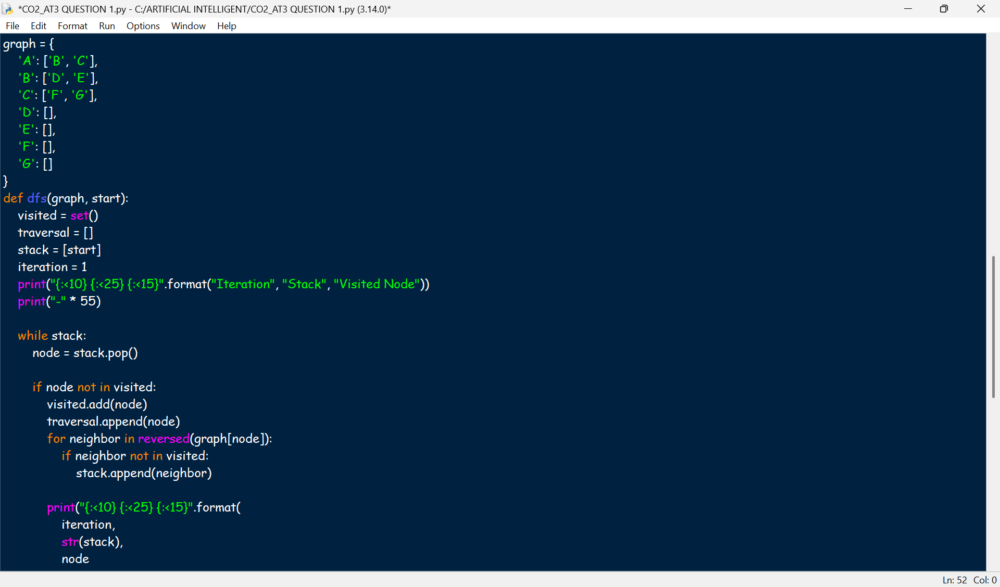 *CO2_AT3 QUESTION 1.py - C:/ARTIFICIAL INTELLIGENT/CO2_AT3 QUESTION 1.py (3.14.0)*
File Edit Format Run Options Window Help
graph = {
    'A': ['B', 'C'],
    'B': ['D', 'E'],
    'C': ['F', 'G'],
    'D': [],
    'E': [],
    'F': [],
    'G': []
}
def dfs(graph, start):
    visited = set()
    traversal = []
    stack = [start]
    iteration = 1
    print("{:<10} {:<25} {:<15}".format("Iteration", "Stack", "Visited Node"))
    print("-" * 55)

    while stack:
        node = stack.pop()

        if node not in visited:
            visited.add(node)
            traversal.append(node)
            for neighbor in reversed(graph[node]):
                if neighbor not in visited:
                    stack.append(neighbor)

            print("{:<10} {:<25} {:<15}".format(
                iteration,
                str(stack),
                node
Ln: 52 Col: 0